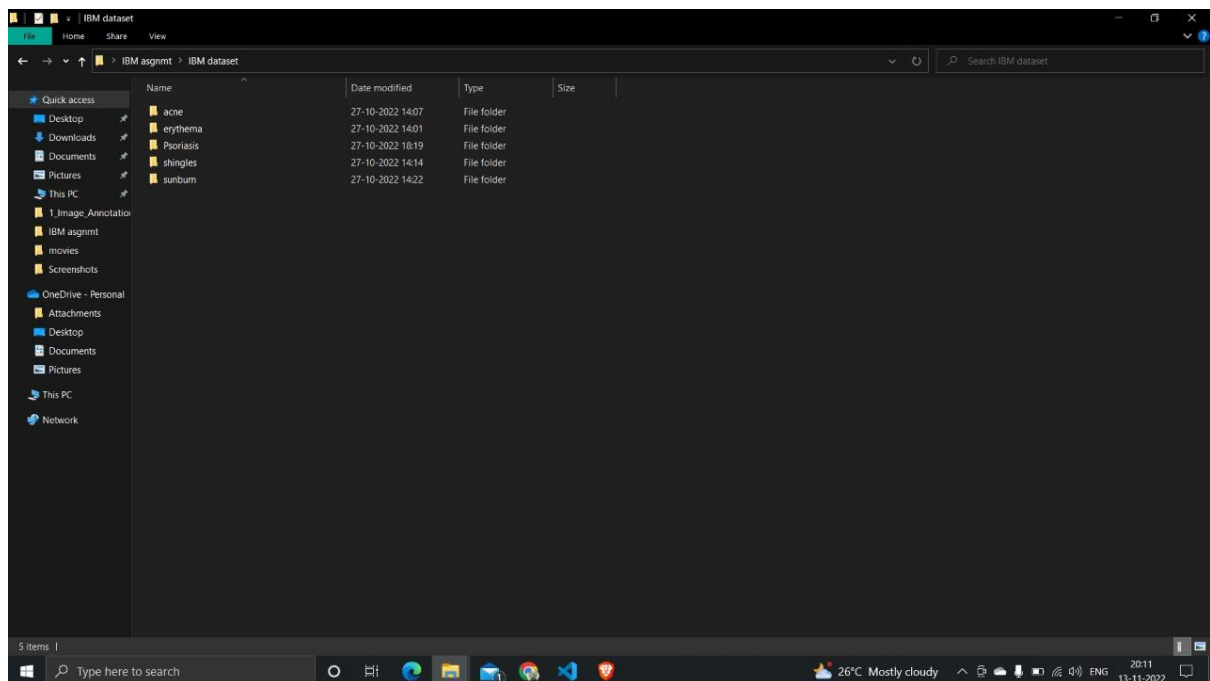 IBM dataset
File Home Share View
IBM asgnmt > IBM dataset
Search IBM dataset
Name Date modified Type Size
Quick access
Desktop
Downloads
Documents
Pictures
This PC
1_Image_Annotation
IBM asgnmt
movies
Screenshots
OneDrive - Personal
Attachments
Desktop
Documents
Pictures
This PC
Network
acne 27-10-2022 14:07 File folder
erythema 27-10-2022 14:01 File folder
Psoriasis 27-10-2022 18:19 File folder
shingles 27-10-2022 14:14 File folder
sunburn 27-10-2022 14:22 File folder
5 items
Type here to search
26°C Mostly cloudy
ENG
20:11
13-11-2022